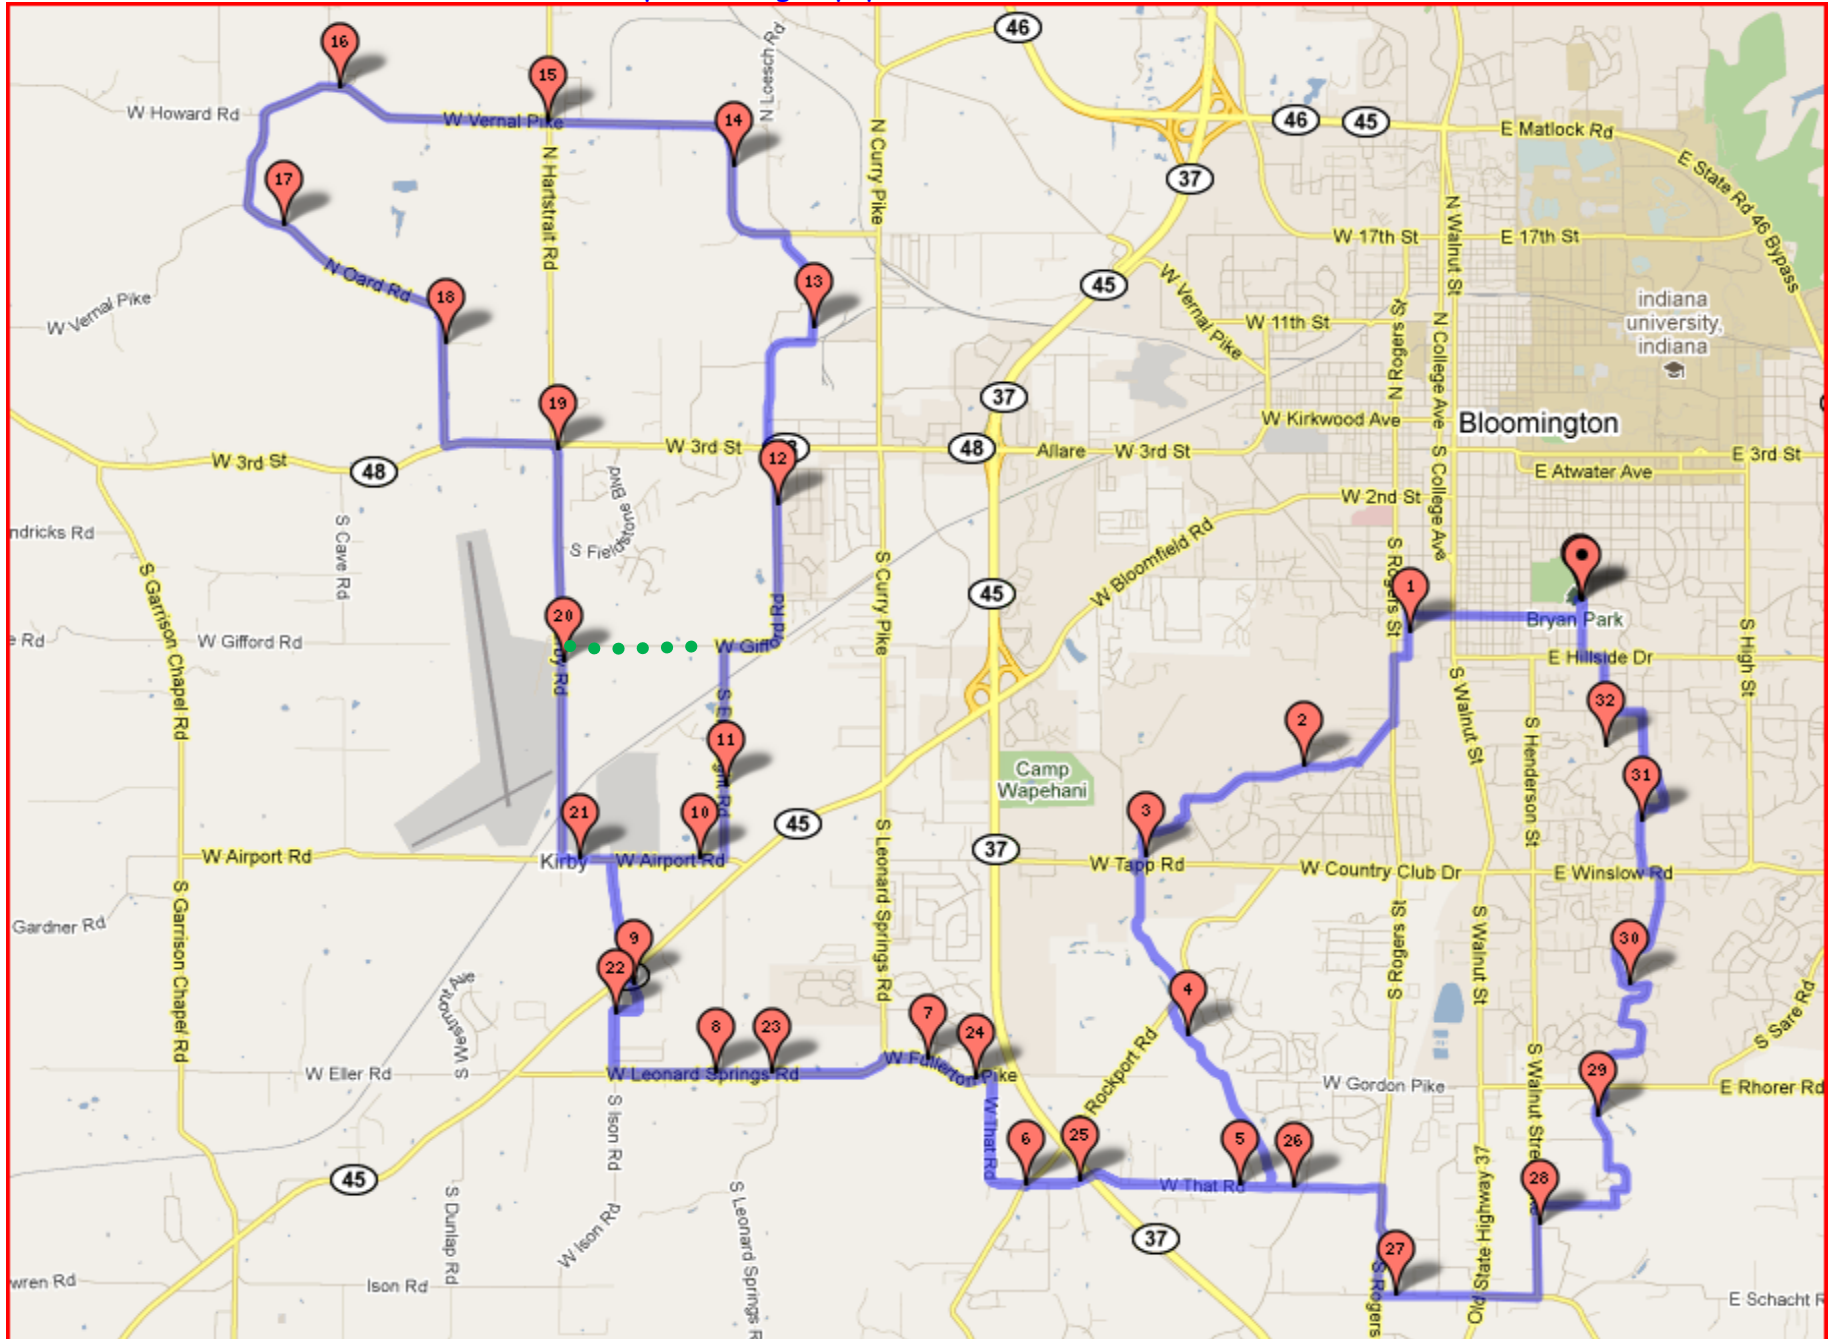 46
16
15
14
W Howard Rd
W Vernal Pike
N Loesch Rd
N Curry Pike
46
45
E Matlock Rd
E State Rd 46 Bypass
37
17
N Hartstrait Rd
N Walnut St
W 17th St
E 17th St
N Oard Rd
18
13
45
W Vernal Pike
W Vernal Pike
W 11th St
N Rogers St
N College Ave
indiana
university,
indiana
19
37
W Kirkwood Ave
Bloomington
W 3rd St
48
W 3rd St
12
48
Allare
W 3rd St
E 3rd St
E Atwater Ave
S College Ave
W 2nd St
ndricks Rd
S Cave Rd
S Fieldstone Blvd
S Curry Pike
W Bloomfield Rd
45
S Rogers St
1
S Garrison Chapel Rd
20
W Gifford Rd
W Gifford Rd
Bryan Park
e Rd
E Hillside Dr
S High St
32
2
S Walnut St
S Henderson St
11
Camp
Wapehani
31
21
10
45
3
37
W Airport Rd
Kirby
W Airport Rd
W Tapp Rd
W Country Club Dr
E Winslow Rd
S Leonard Springs Rd
S Garrison Chapel Rd
Gardner Rd
9
22
S Westmont Ave
S Rogers St
S Walnut St
30
4
S Sare Rd
8
23
7
24
W Eller Rd
W Leonard Springs Rd
W Fullerton Pike
Rockport Rd
W Gordon Pike
29
E Rhorer Rd
S Ison Rd
W That Rd
6
25
5
26
W That Rd
28
45
S Dunlap Rd
W Ison Rd
S Leonard Springs R
37
27
S Rogers
Old State Highway 37
wren Rd
Ison Rd
E Schacht R